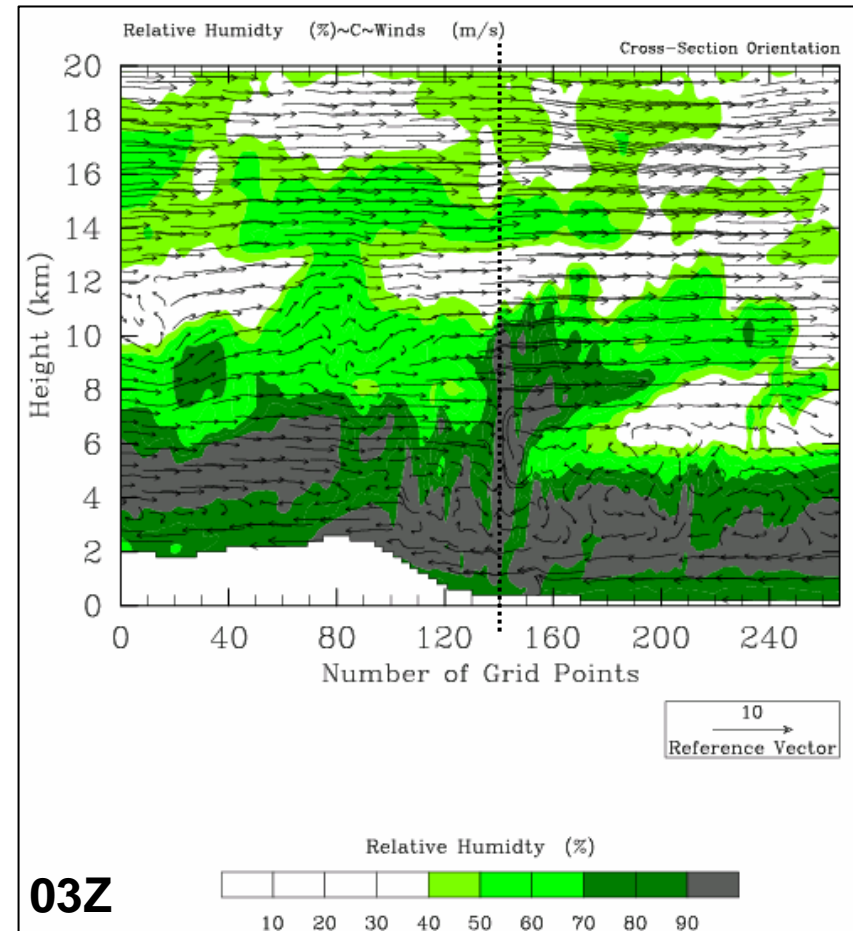 Relative Humidity (%)~C~Winds (m/s)
Cross-Section Orientation
20
18
16
14
12
10
8
6
4
2
0
Height (km)
0 40 80 120 160 200 240
Number of Grid Points
10
Reference Vector
Relative Humidty (%)
03Z
10 20 30 40 50 60 70 80 90